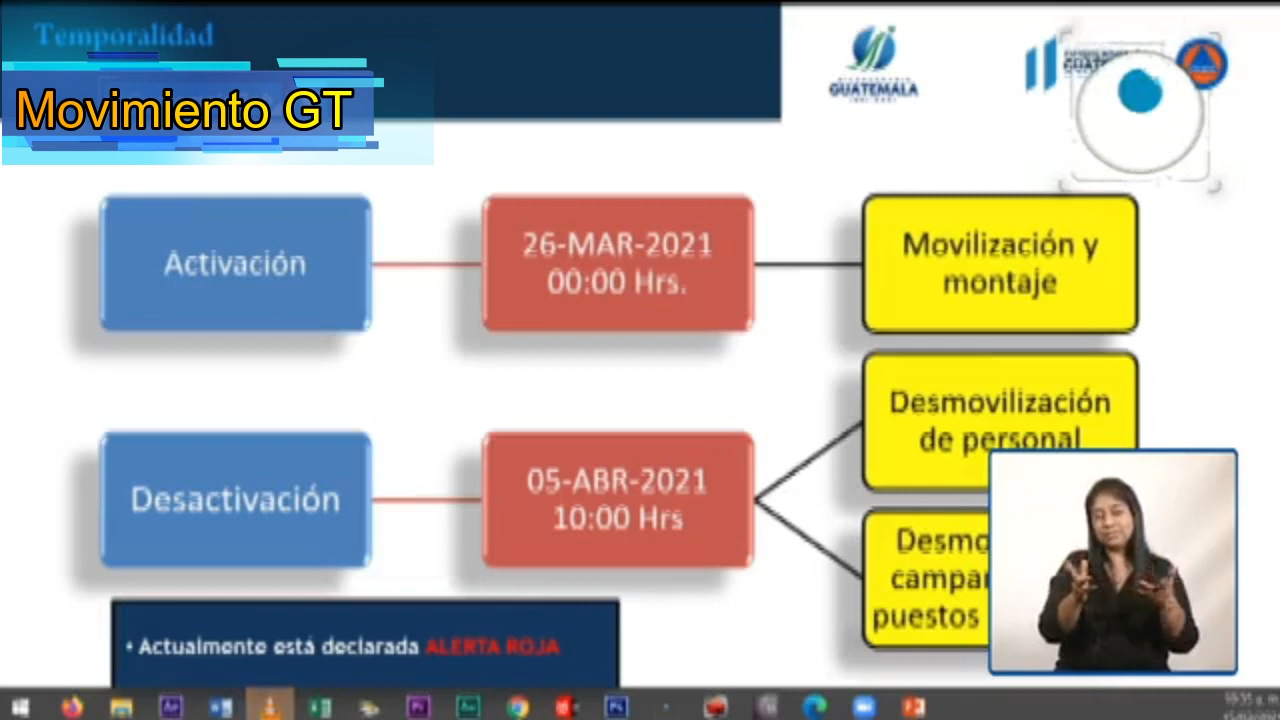 Temporalidad
Movimiento GT
GUATEMALA
Activación
26-MAR-2021
00:00 Hrs.
Movilización y
montaje
Desactivación
05-ABR-2021
10:00 Hrs
Desmovilización
de personal
puestos
• Actualmente está declarada ALERTA ROJA